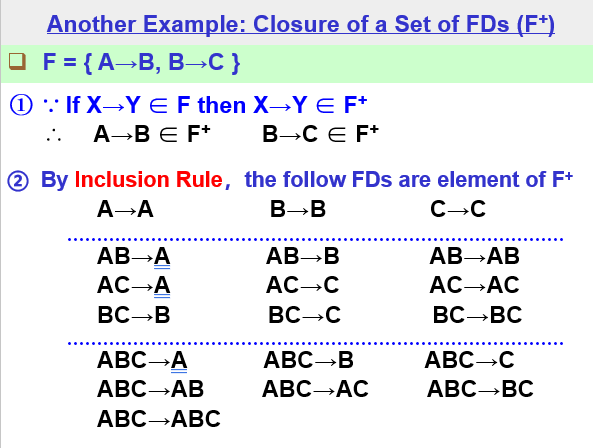 Another Example: Closure of a Set of FDs (F⁺)
❑ F = { A→B, B→C }
① ∵ If X→Y ∈ F then X→Y ∈ F⁺
∴ A→B ∈ F⁺ B→C ∈ F⁺
② By Inclusion Rule, the follow FDs are element of F⁺
A→A B→B C→C
AB→A AB→B AB→AB
AC→A AC→C AC→AC
BC→B BC→C BC→BC
ABC→A ABC→B ABC→C
ABC→AB ABC→AC ABC→BC
ABC→ABC